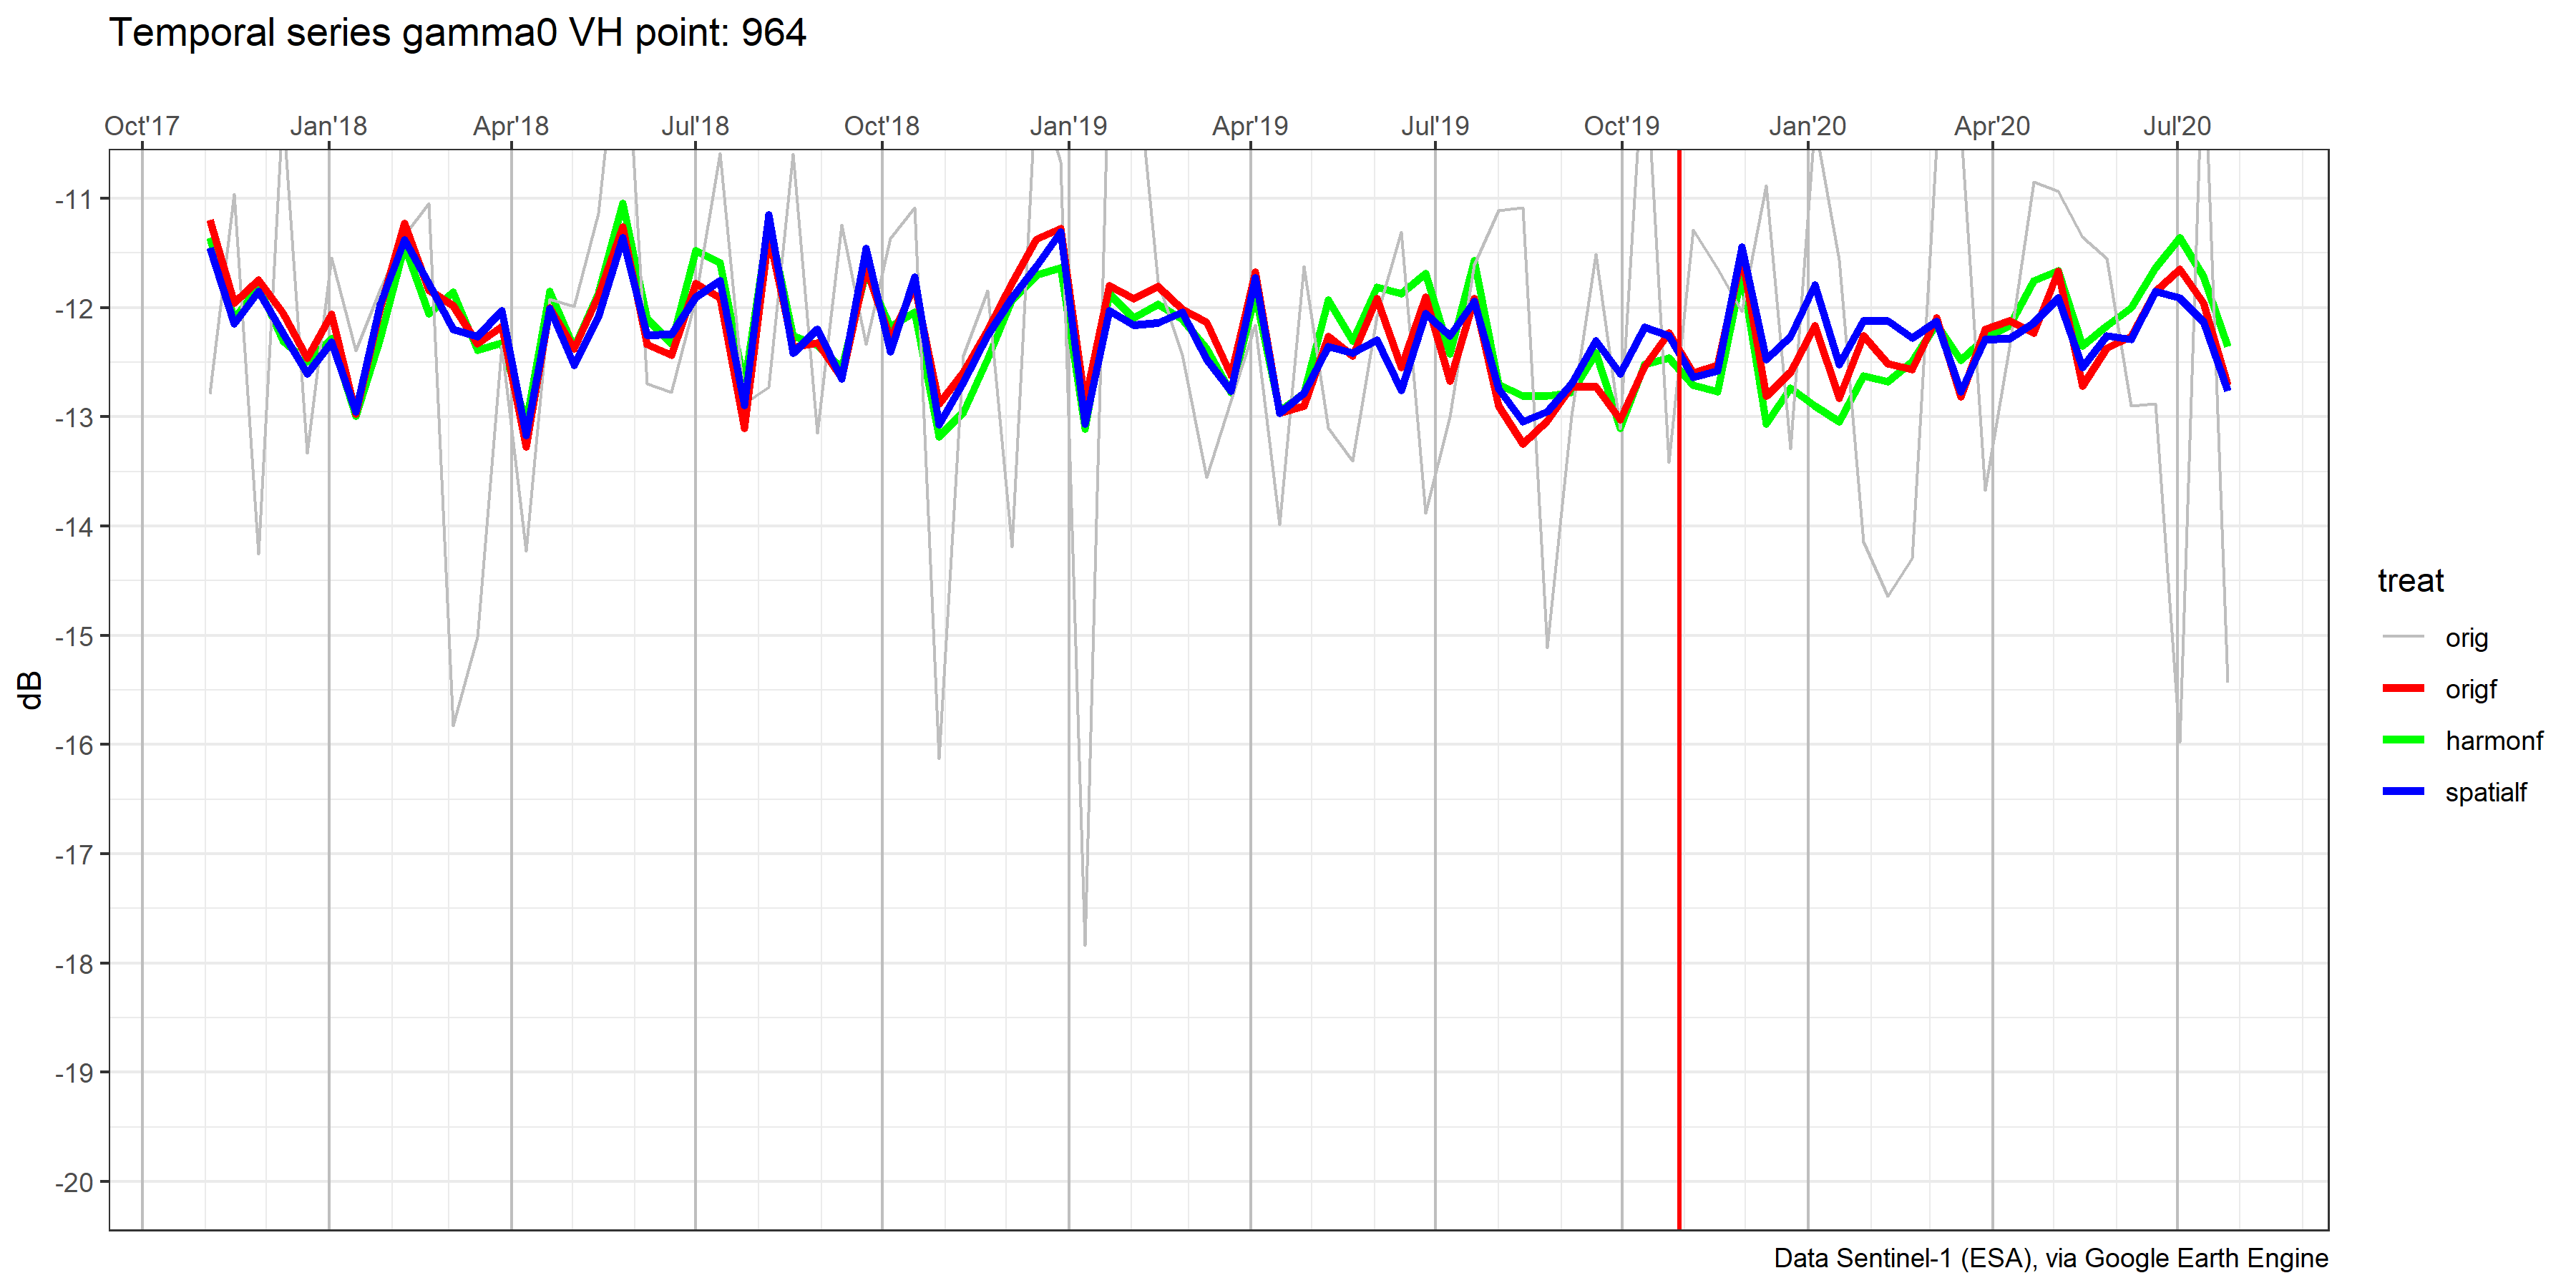 Temporal series gamma0 VH point: 964
Oct'17 Jan'18 Apr'18 Jul'18 Oct'18 Jan'19 Apr'19 Jul'19 Oct'19 Jan'20 Apr'20 Jul'20
-11
-12
-13
-14
-15
-16
-17
-18
-19
-20
dB
treat
orig
origf
harmonf
spatialf
Data Sentinel-1 (ESA), via Google Earth Engine